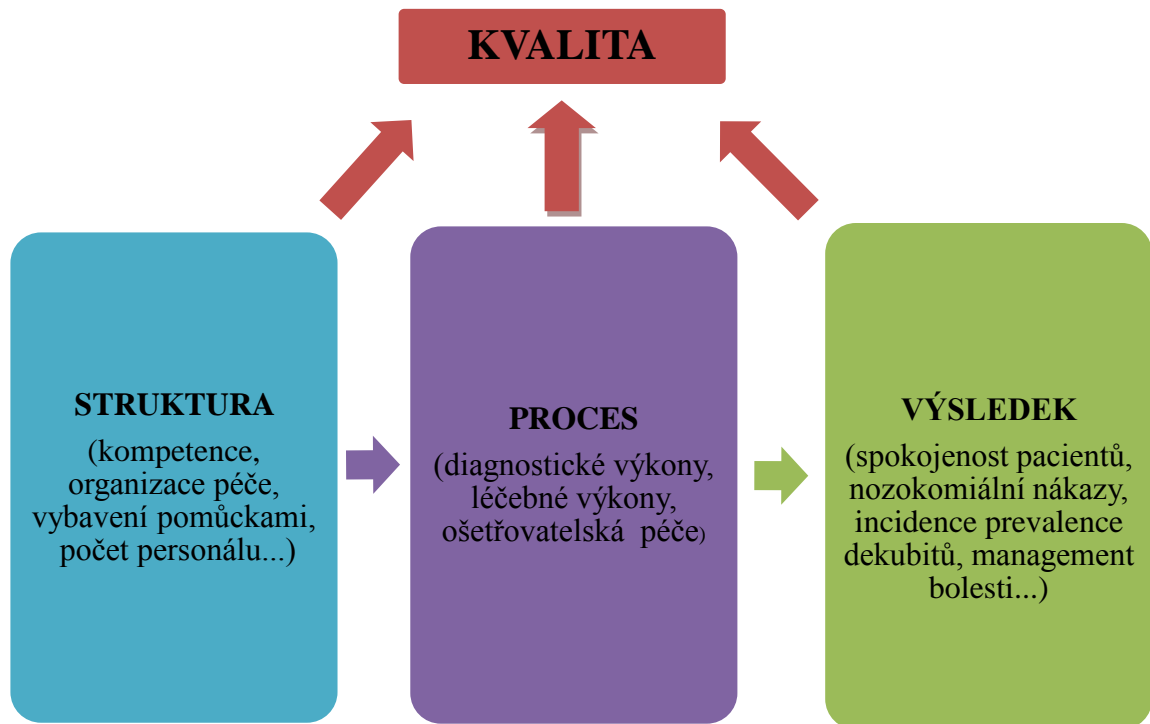 KVALITA
STRUKTURA
(kompetence,
organizace péče,
vybavení pomůckami,
počet personálu...)
PROCES
(diagnostické výkony,
léčebné výkony,
ošetřovatelská péče)
VÝSLEDEK
(spokojenost pacientů,
nozokomiální nákazy,
incidence prevalence
dekubitů, management
bolesti...)